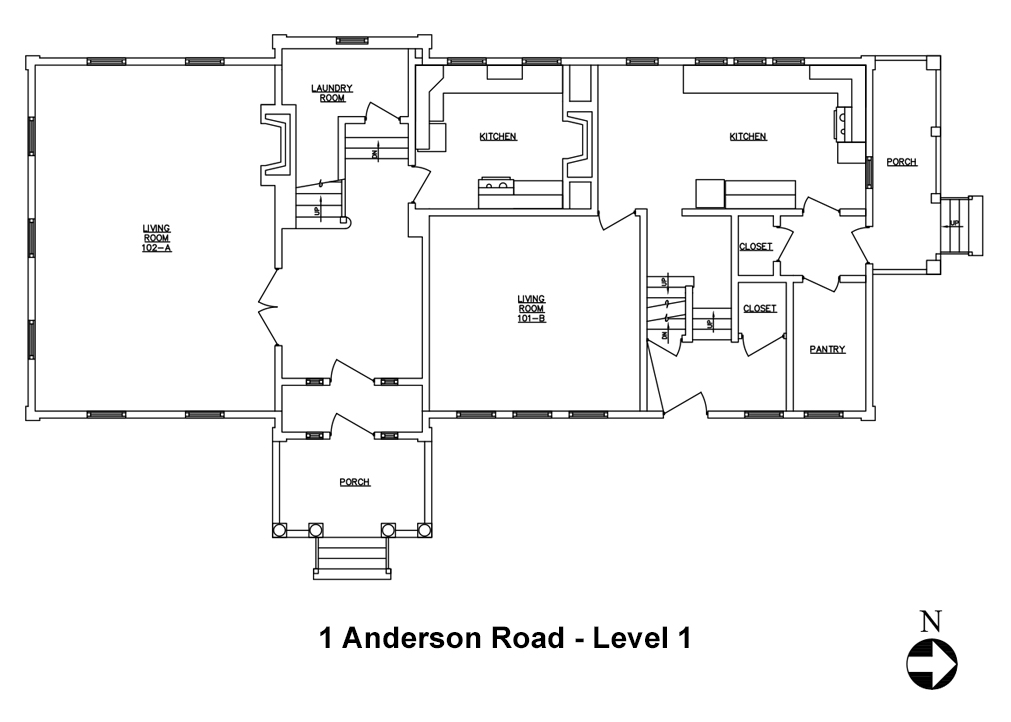 LAUNDRY
ROOM
KITCHEN
KITCHEN
DN
PORCH
UP
UP
LIVING
ROOM
102-A
CLOSET
UP
LIVING
ROOM
101-B
CLOSET
UP
DN
PANTRY
PORCH
1 Anderson Road - Level 1
N